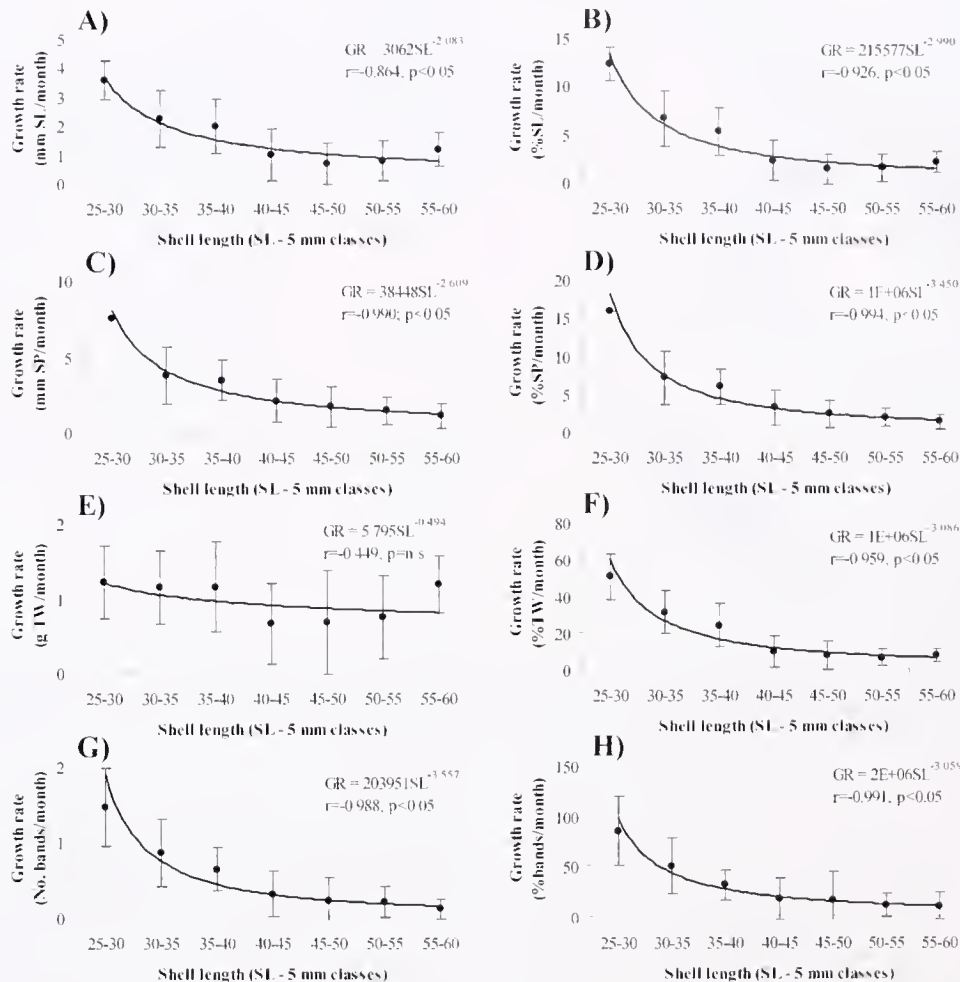 A)
5
4
3
2
1
0
Growth rate
(mm SL/month)
GR = 3062SL-2.083
r=-0.864, p<0.05
25-30 30-35 35-40 40-45 45-50 50-55 55-60
Shell length (SL - 5 mm classes)
B)
15
10
5
0
Growth rate
(%SL/month)
GR = 215577SL-2.990
r=-0.926, p<0.05
25-30 30-35 35-40 40-45 45-50 50-55 55-60
Shell length (SL - 5 mm classes)
C)
10
5
0
Growth rate
(mm SP/month)
GR = 38448SL-2.609
r=-0.990; p<0.05
25-30 30-35 35-40 40-45 45-50 50-55 55-60
Shell length (SL - 5 mm classes)
D)
20
15
10
5
0
Growth rate
(%SP/month)
GR = 1E+06SL-3.450
r=-0.994, p<0.05
25-30 30-35 35-40 40-45 45-50 50-55 55-60
Shell length (SL - 5 mm classes)
E)
2
1
0
Growth rate
(g TW/month)
GR = 5.795SL-0.494
r=-0.449, p=n.s
25-30 30-35 35-40 40-45 45-50 50-55 55-60
Shell length (SL - 5 mm classes)
F)
80
60
40
20
0
Growth rate
(%TW/month)
GR = 1E+06SL-3.086
r=-0.959, p<0.05
25-30 30-35 35-40 40-45 45-50 50-55 55-60
Shell length (SL - 5 mm classes)
G)
2
1
0
Growth rate
(No. bands/month)
GR = 203951SL-3.557
r=-0.988, p<0.05
25-30 30-35 35-40 40-45 45-50 50-55 55-60
Shell length (SL - 5 mm classes)
H)
150
100
50
0
Growth rate
(%bands/month)
GR = 2E+06SL-3.059
r=-0.991, p<0.05
25-30 30-35 35-40 40-45 45-50 50-55 55-60
Shell length (SL - 5 mm classes)